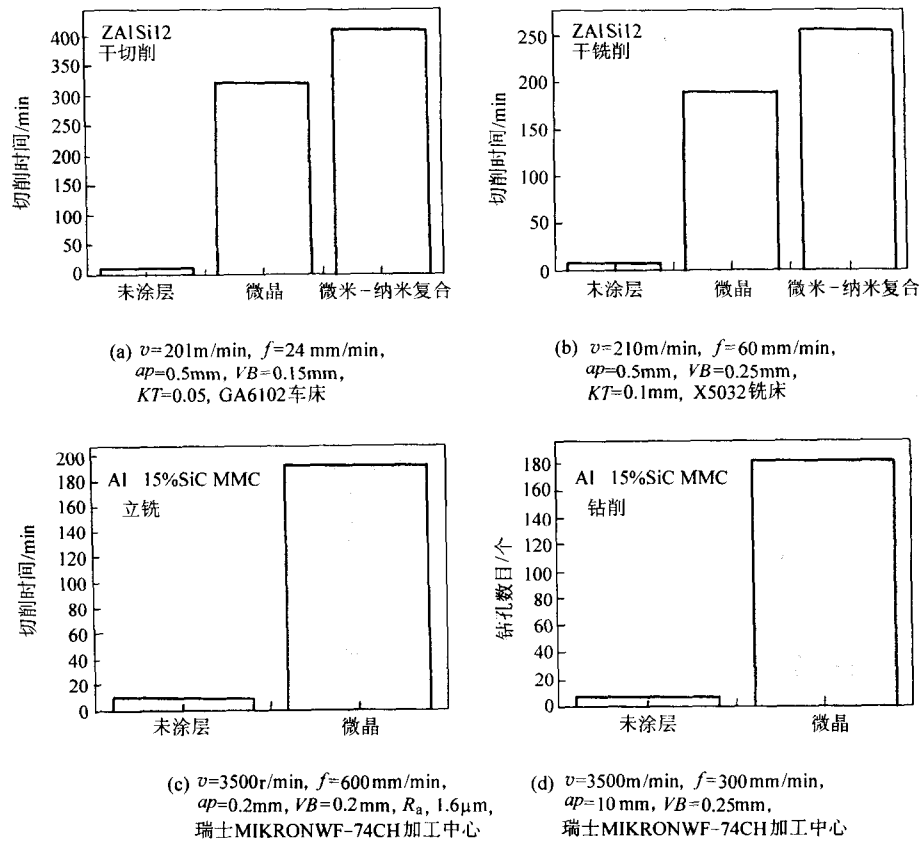 ZAlSi12
干切削
切削时间/min
400
350
300
250
200
150
100
50
0
未涂层 微晶 微米-纳米复合
(a) v=201m/min, f=24 mm/min,
ap=0.5mm, VB=0.15mm,
KT=0.05, GA6102车床
ZAlSi12
干铣削
切削时间/min
250
200
150
100
50
0
未涂层 微晶 微米-纳米复合
(b) v=210m/min, f=60mm/min,
ap=0.5mm, VB=0.25mm,
KT=0.1mm, X5032铣床
Al 15%SiC MMC
立铣
切削时间/min
200
180
160
140
120
100
80
60
40
20
0
未涂层 微晶
(c) v=3500r/min, f=600mm/min,
ap=0.2mm, VB=0.2mm, Ra, 1.6μm,
瑞士MIKRONWF-74CH加工中心
Al 15%SiC MMC
钻削
钻孔数目/个
180
160
140
120
100
80
60
40
20
0
未涂层 微晶
(d) v=3500m/min, f=300mm/min,
ap=10mm, VB=0.25mm,
瑞士MIKRONWF-74CH加工中心